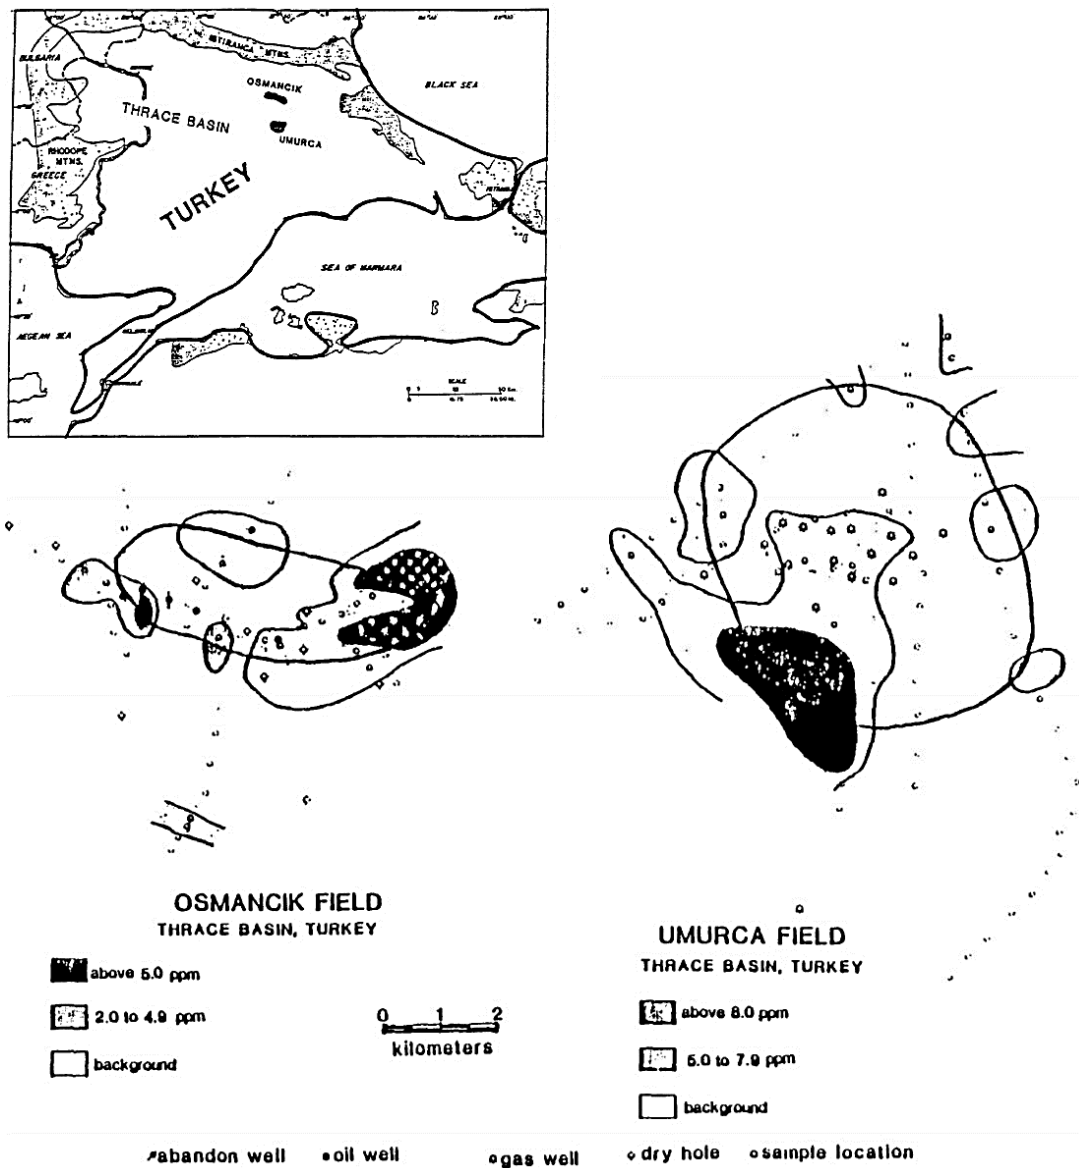 ISTIRANCA MTNS.
BULGARIA
BLACK SEA
OSMANCIK
THRACE BASIN
UMURCA
RHODOPE
MTNS.
GREECE
TURKEY
SEA OF MARMARA
AEGEAN SEA
SCALE
OSMANCIK FIELD
THRACE BASIN, TURKEY
above 5.0 ppm
2.0 to 4.9 ppm
background
0 1 2
kilometers
UMURCA FIELD
THRACE BASIN, TURKEY
above 8.0 ppm
5.0 to 7.9 ppm
background
abandon well oil well gas well dry hole sample location